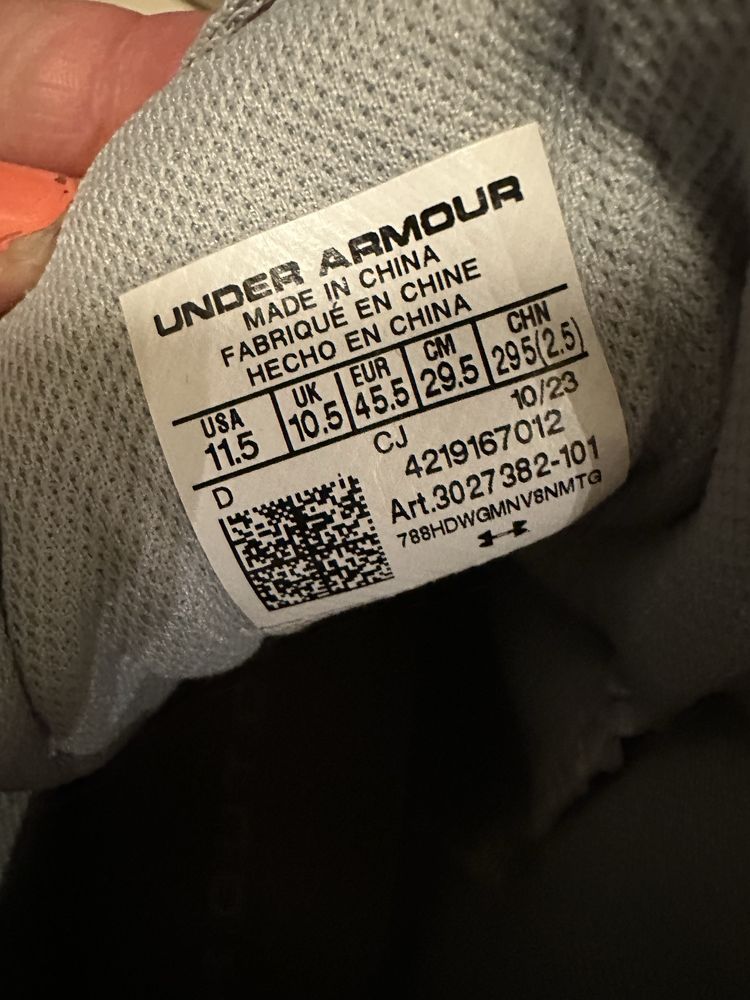 UNDER ARMOUR
MADE IN CHINA
FABRIQUÉ EN CHINE
HECHO EN CHINA
USA UK EUR CM CHN
11.5 10.5 45.5 29.5 295(2.5)
D CJ 10/23
4219167012
Art.3027382-101
788HDWGMNV8NMTG